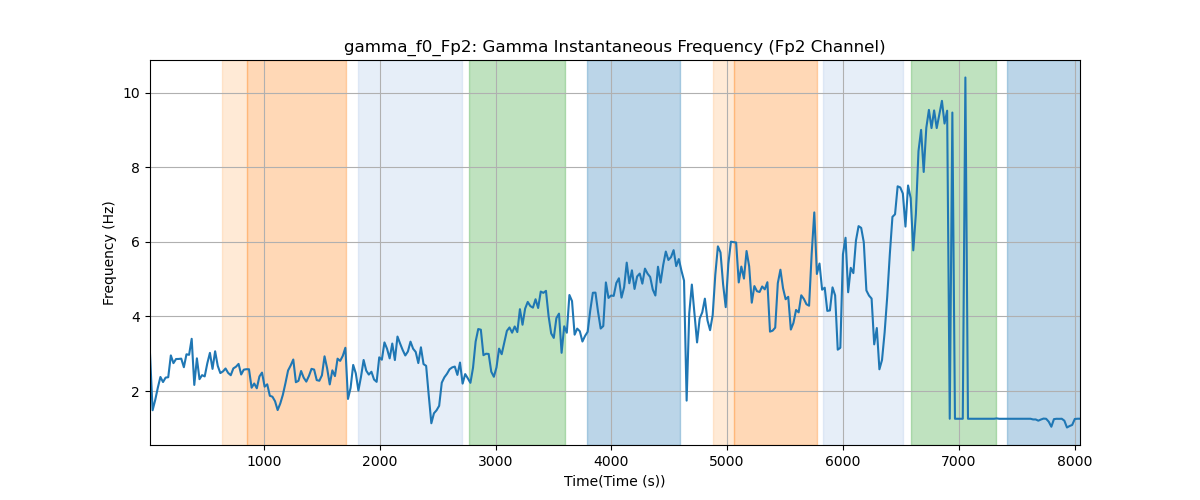 gamma_f0_Fp2: Gamma Instantaneous Frequency (Fp2 Channel)
Frequency (Hz)
10
8
6
4
2
1000 2000 3000 4000 5000 6000 7000 8000
Time(Time (s))